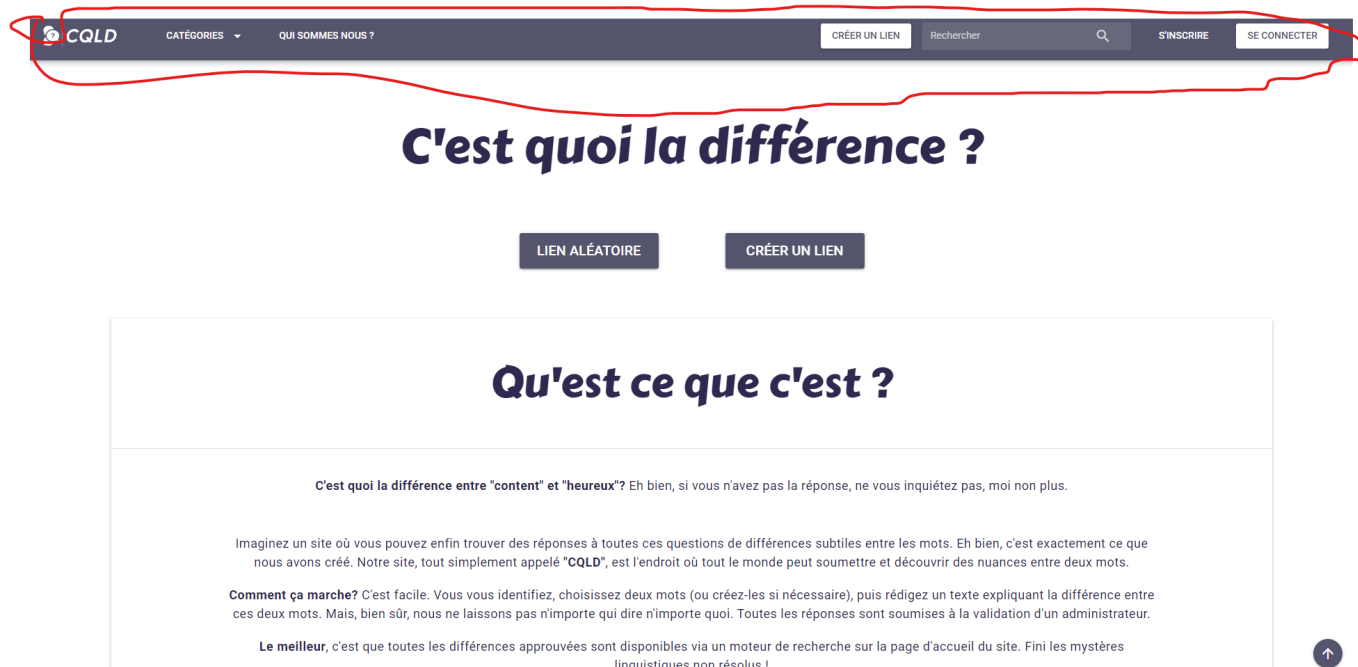 CQLD
CATÉGORIES
QUI SOMMES NOUS ?
CRÉER UN LIEN
Rechercher
S'INSCRIRE
SE CONNECTER
C'est quoi la différence ?
LIEN ALÉATOIRE
CRÉER UN LIEN
Qu'est ce que c'est ?
C'est quoi la différence entre "content" et "heureux"? Eh bien, si vous n'avez pas la réponse, ne vous inquiétez pas, moi non plus.
Imaginez un site où vous pouvez enfin trouver des réponses à toutes ces questions de différences subtiles entre les mots. Eh bien, c'est exactement ce que
nous avons créé. Notre site, tout simplement appelé "CQLD", est l'endroit où tout le monde peut soumettre et découvrir des nuances entre deux mots.
Comment ça marche? C'est facile. Vous vous identifiez, choisissez deux mots (ou créez-les si nécessaire), puis rédigez un texte expliquant la différence entre
ces deux mots. Mais, bien sûr, nous ne laissons pas n'importe qui dire n'importe quoi. Toutes les réponses sont soumises à la validation d'un administrateur.
Le meilleur, c'est que toutes les différences approuvées sont disponibles via un moteur de recherche sur la page d'accueil du site. Fini les mystères
linguistiques non résolus !